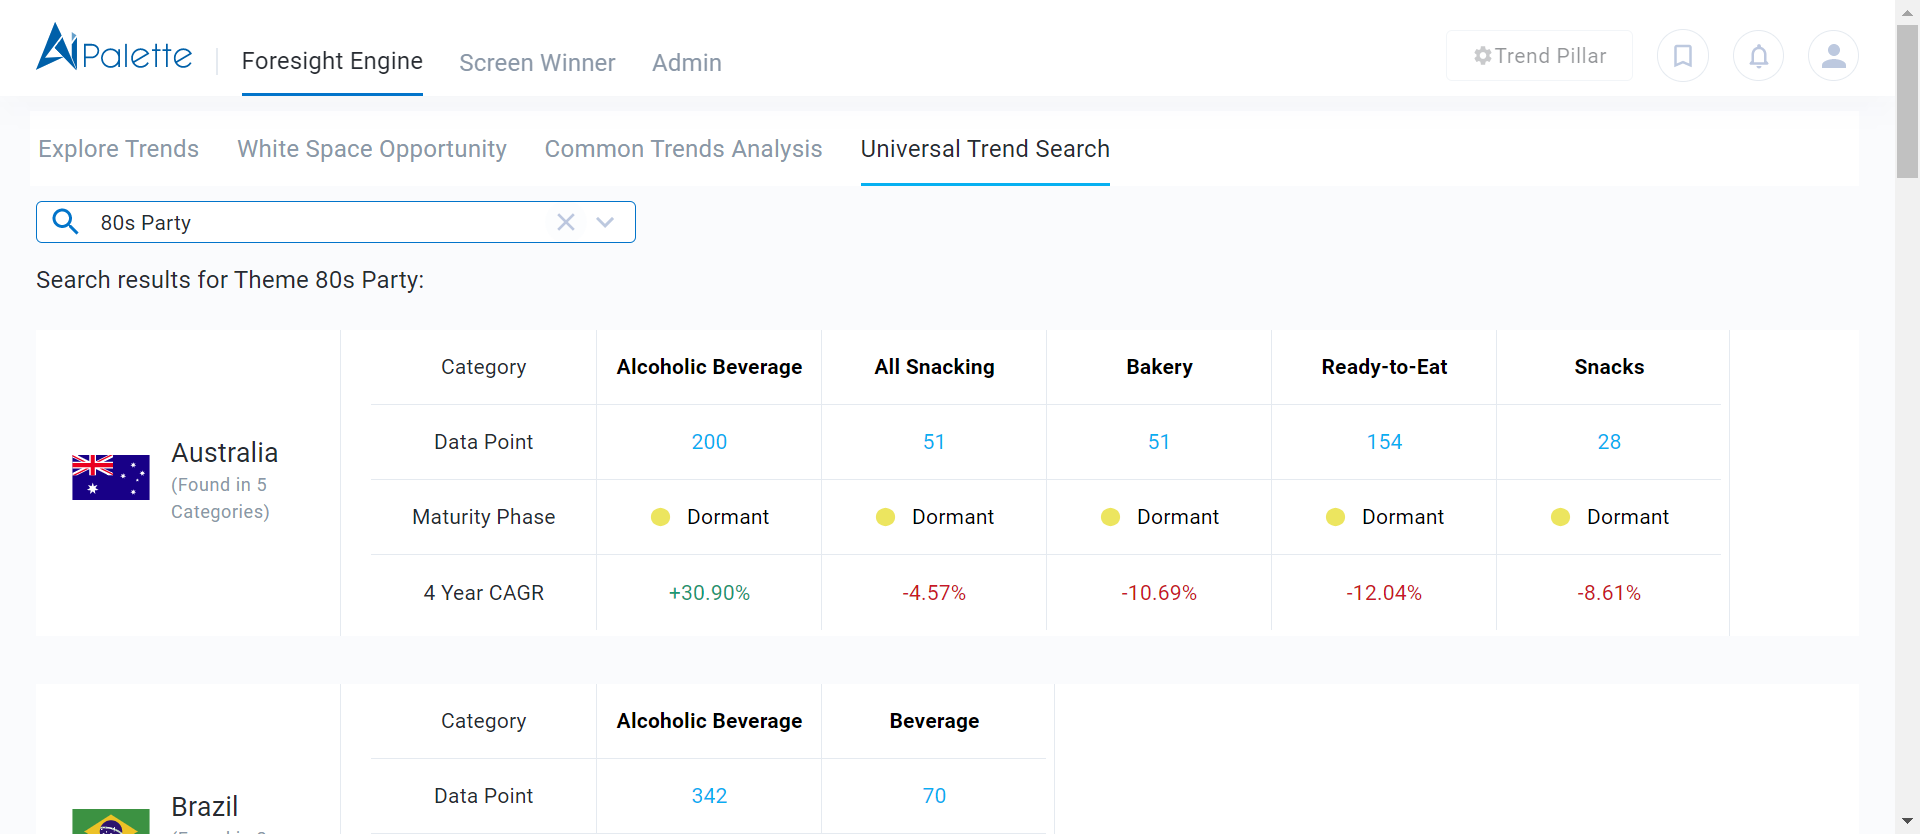 AiPalette
Foresight Engine
Screen Winner
Admin
Trend Pillar
Explore Trends
White Space Opportunity
Common Trends Analysis
Universal Trend Search
80s Party
Search results for Theme 80s Party:
Australia
(Found in 5
Categories)
Category Alcoholic Beverage All Snacking Bakery Ready-to-Eat Snacks
Data Point 200 51 51 154 28
Maturity Phase Dormant Dormant Dormant Dormant Dormant
4 Year CAGR +30.90% -4.57% -10.69% -12.04% -8.61%
Brazil
Category Alcoholic Beverage Beverage
Data Point 342 70